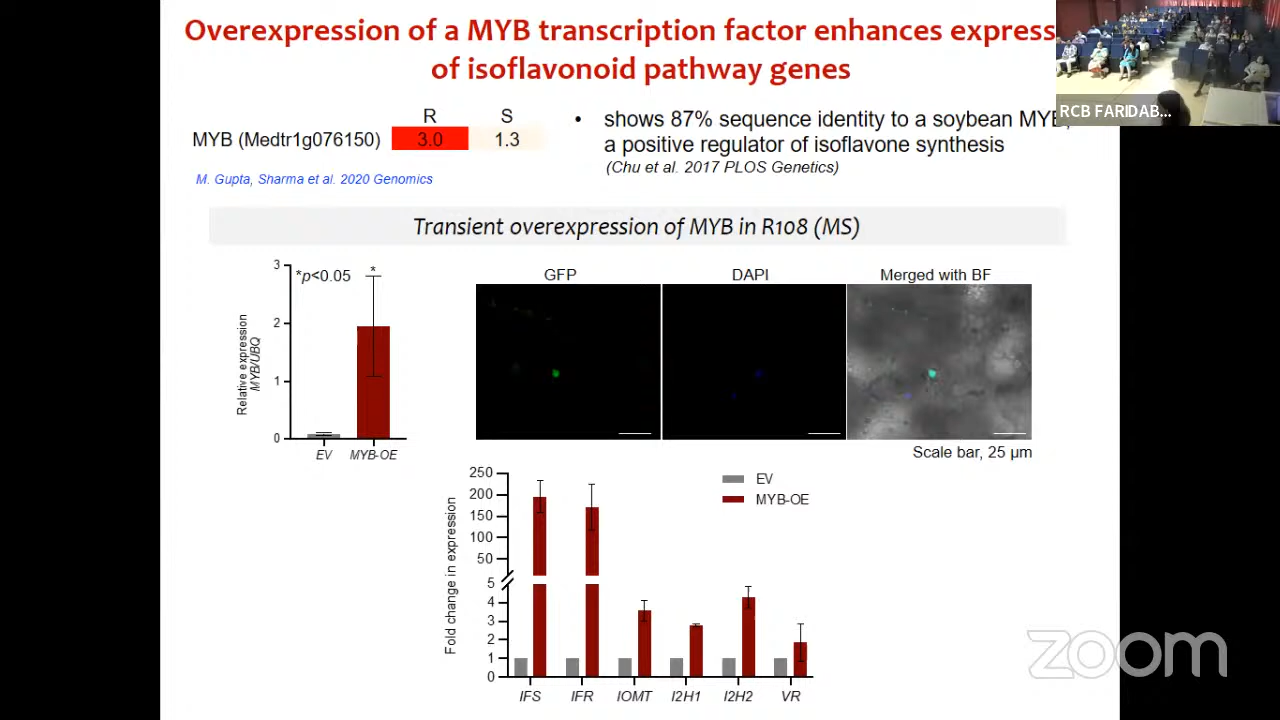 Overexpression of a MYB transcription factor enhances express
of isoflavonoid pathway genes
RCB FARIDAB...
R S
MYB (Medtr1g076150) 3.0 1.3
M. Gupta, Sharma et al. 2020 Genomics
• shows 87% sequence identity to a soybean MYB,
a positive regulator of isoflavone synthesis
(Chu et al. 2017 PLOS Genetics)
Transient overexpression of MYB in R108 (MS)
3
2
1
0
*p<0.05
*
Relative expression
MYB/UBQ
EV MYB-OE
GFP DAPI Merged with BF
Scale bar, 25 µm
250
200
150
100
50
5
4
3
2
1
0
Fold change in expression
EV
MYB-OE
IFS IFR IOMT I2H1 I2H2 VR
zoom